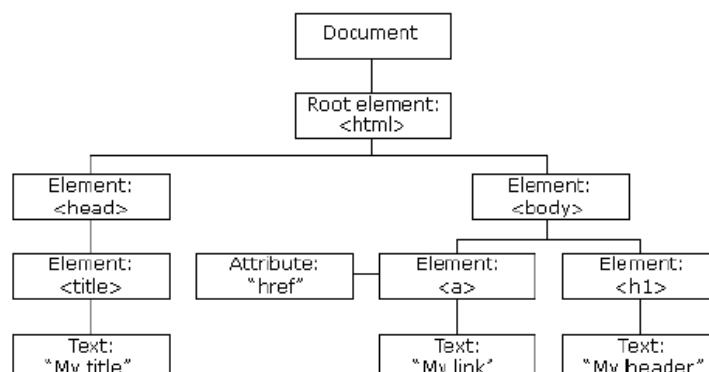 Document
Root element:
<html>
Element:
<head>
Element:
<body>
Element:
<title>
Attribute:
"href"
Element:
<a>
Element:
<h1>
Text:
"My title"
Text:
"My link"
Text:
"My header"